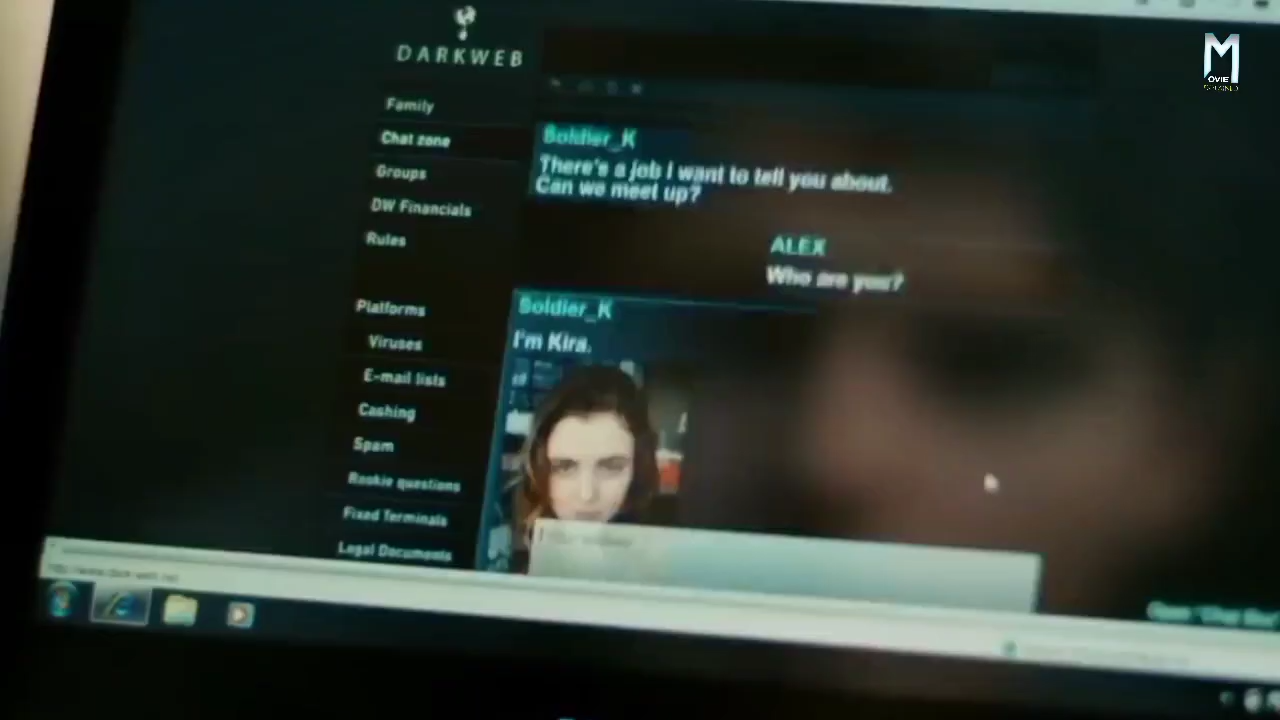 DARKWEB
Family
Chat zone
Groups
DW Financials
Rules
Platforms
Viruses
E-mail lists
Cashing
Spam
Rookie questions
Fixed Terminals
Legal Documents
Soldier_K
There's a job I want to tell you about.
Can we meet up?
ALEX
Who are you?
Soldier_K
I'm Kira.
M
OVIE